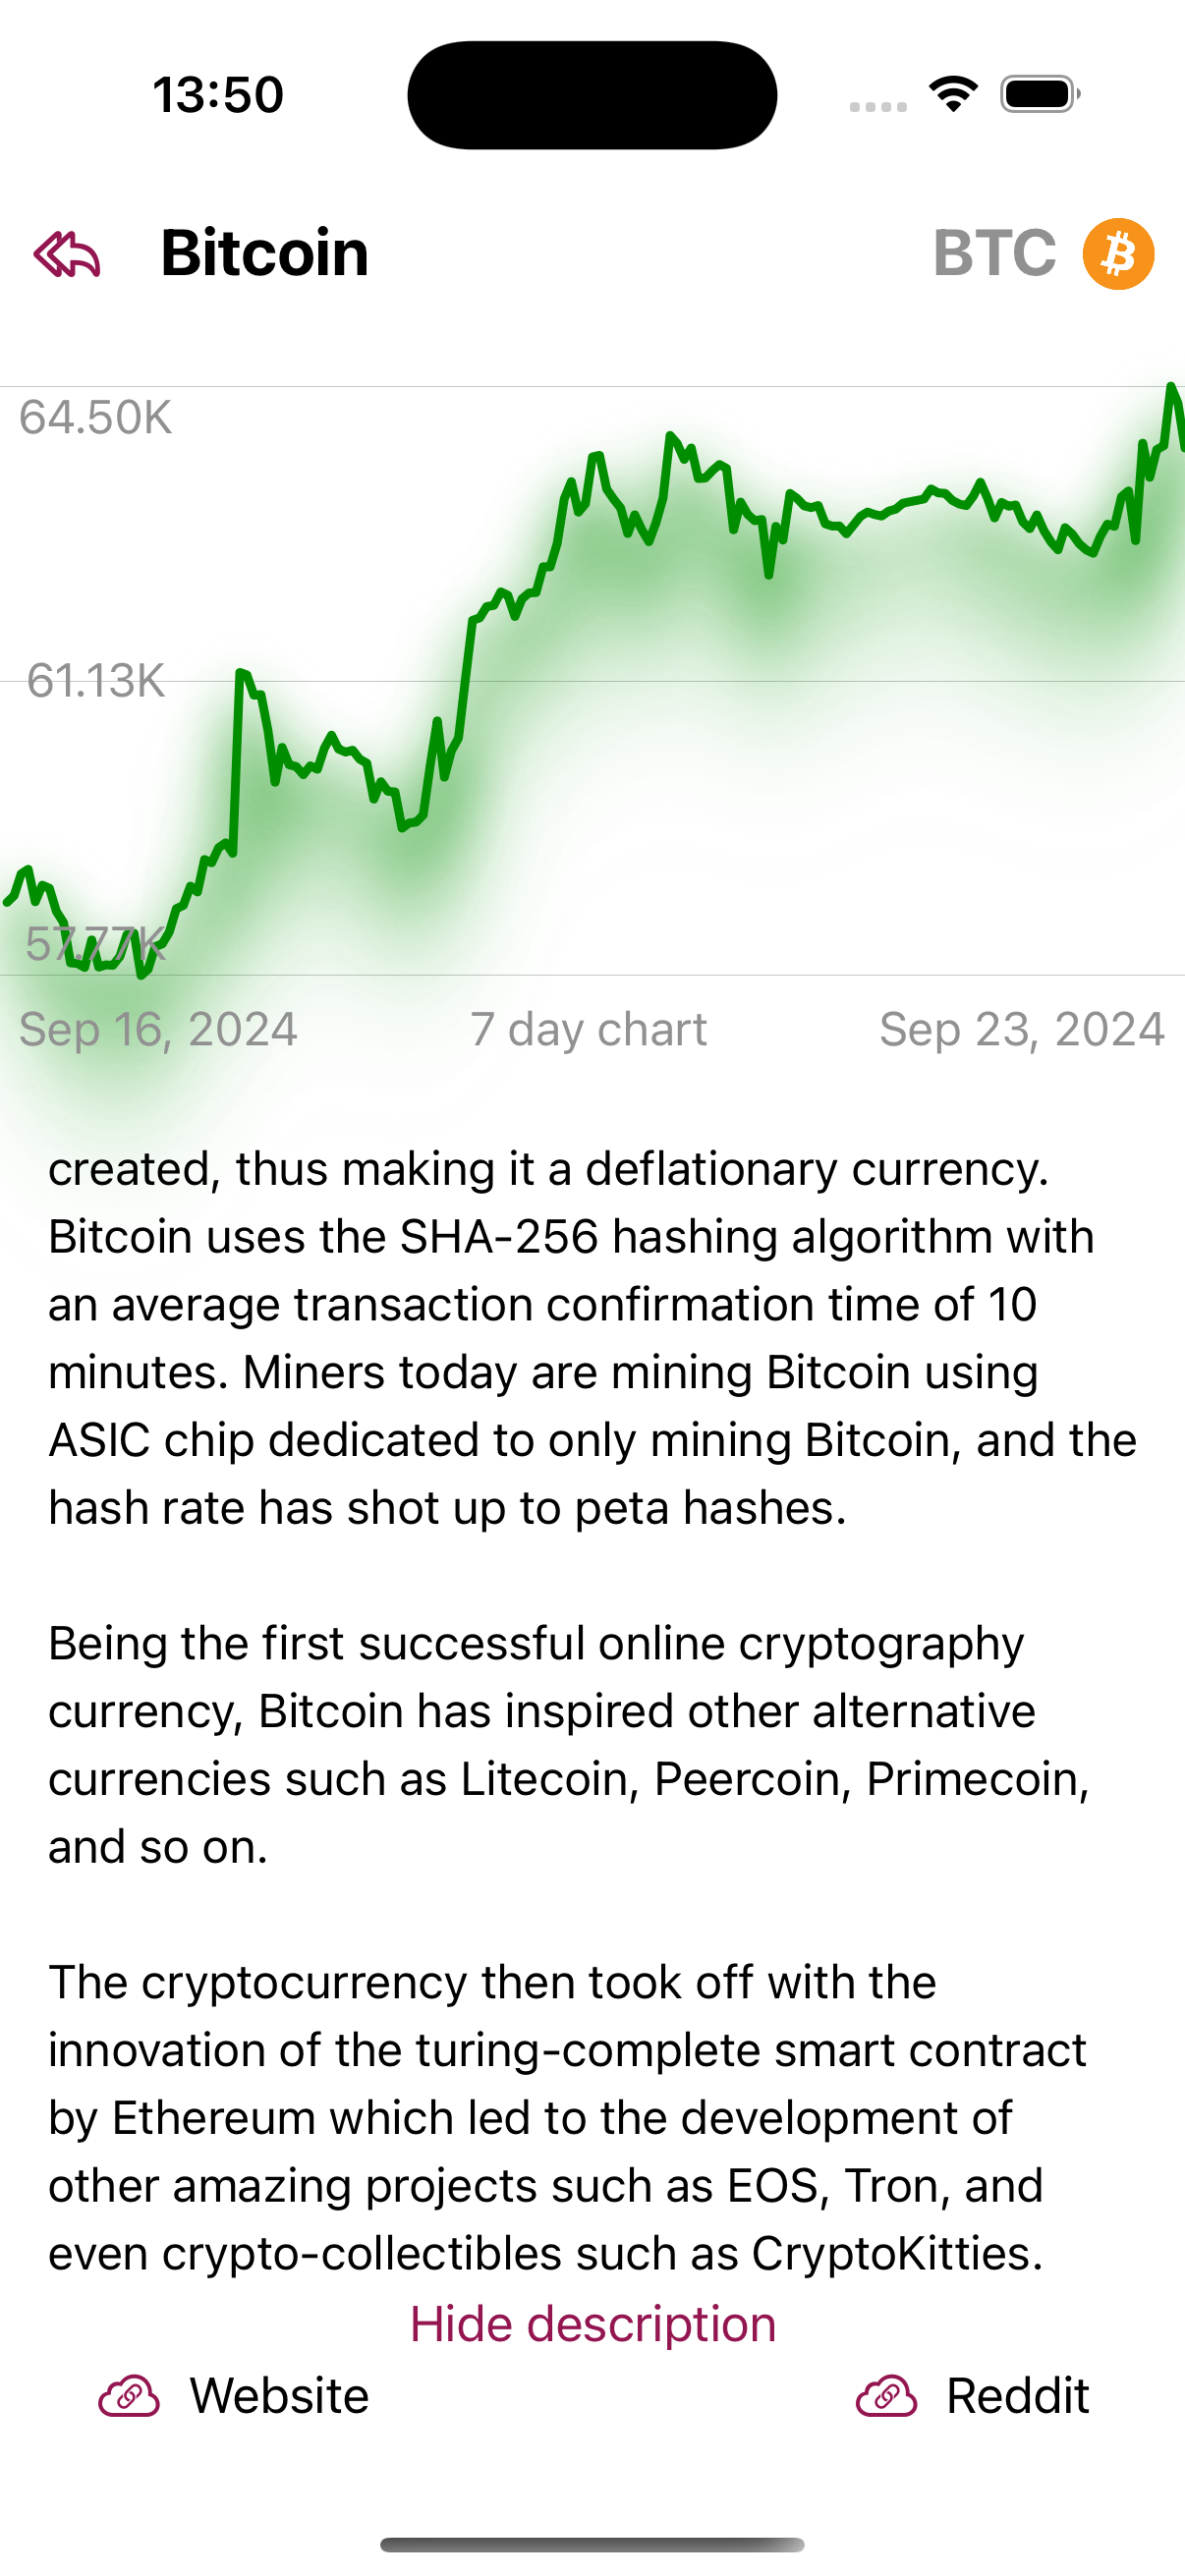 13:50
Bitcoin
BTC
64.50K
61.13K
57.77K
Sep 16, 2024
7 day chart
Sep 23, 2024
created, thus making it a deflationary currency.
Bitcoin uses the SHA-256 hashing algorithm with
an average transaction confirmation time of 10
minutes. Miners today are mining Bitcoin using
ASIC chip dedicated to only mining Bitcoin, and the
hash rate has shot up to peta hashes.
Being the first successful online cryptography
currency, Bitcoin has inspired other alternative
currencies such as Litecoin, Peercoin, Primecoin,
and so on.
The cryptocurrency then took off with the
innovation of the turing-complete smart contract
by Ethereum which led to the development of
other amazing projects such as EOS, Tron, and
even crypto-collectibles such as CryptoKitties.
Hide description
Website
Reddit